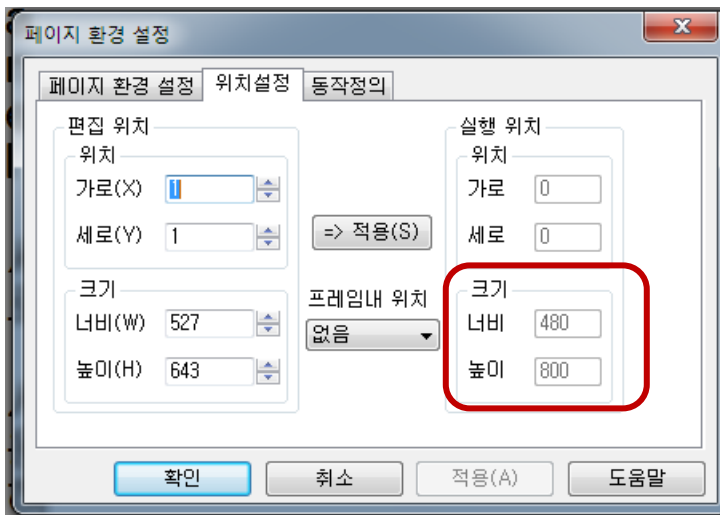 페이지 환경 설정
페이지 환경 설정 위치설정 동작정의
편집 위치
위치
가로(X) 1
세로(Y) 1
크기
너비(W) 527
높이(H) 643
=> 적용(S)
프레임내 위치
없음
실행 위치
위치
가로 0
세로 0
크기
너비 480
높이 800
확인 취소 적용(A) 도움말